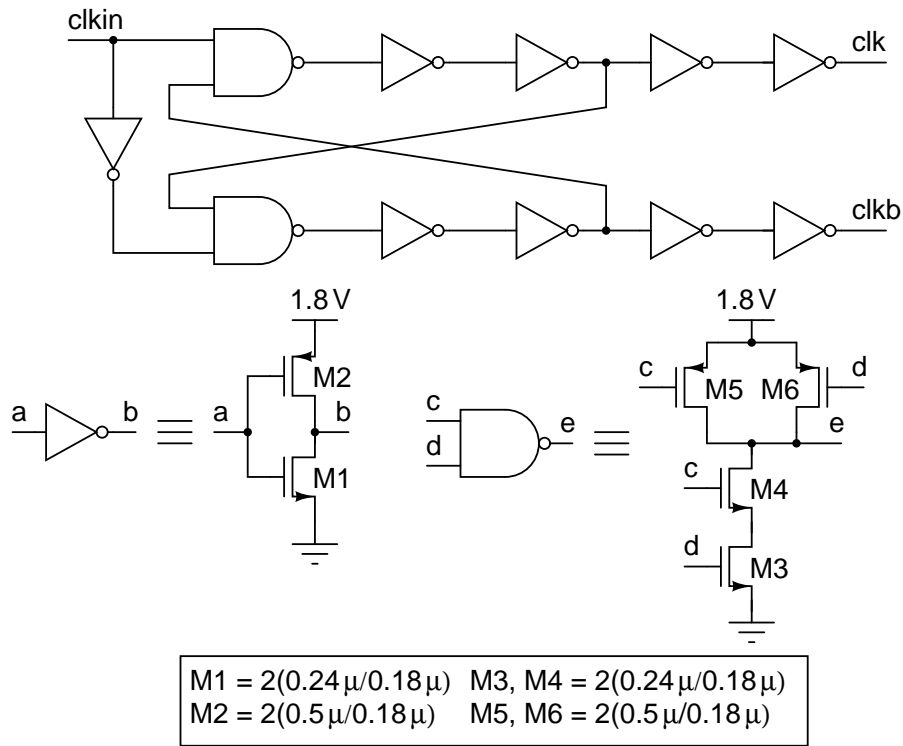 clkin
clk
clkb
1.8 V
M2
a
b
a
b
M1
1.8 V
c
d
M5
M6
c
d
e
e
c
M4
d
M3
M1 = 2(0.24 μ/0.18 μ) M3, M4 = 2(0.24 μ/0.18 μ)
M2 = 2(0.5 μ/0.18 μ) M5, M6 = 2(0.5 μ/0.18 μ)